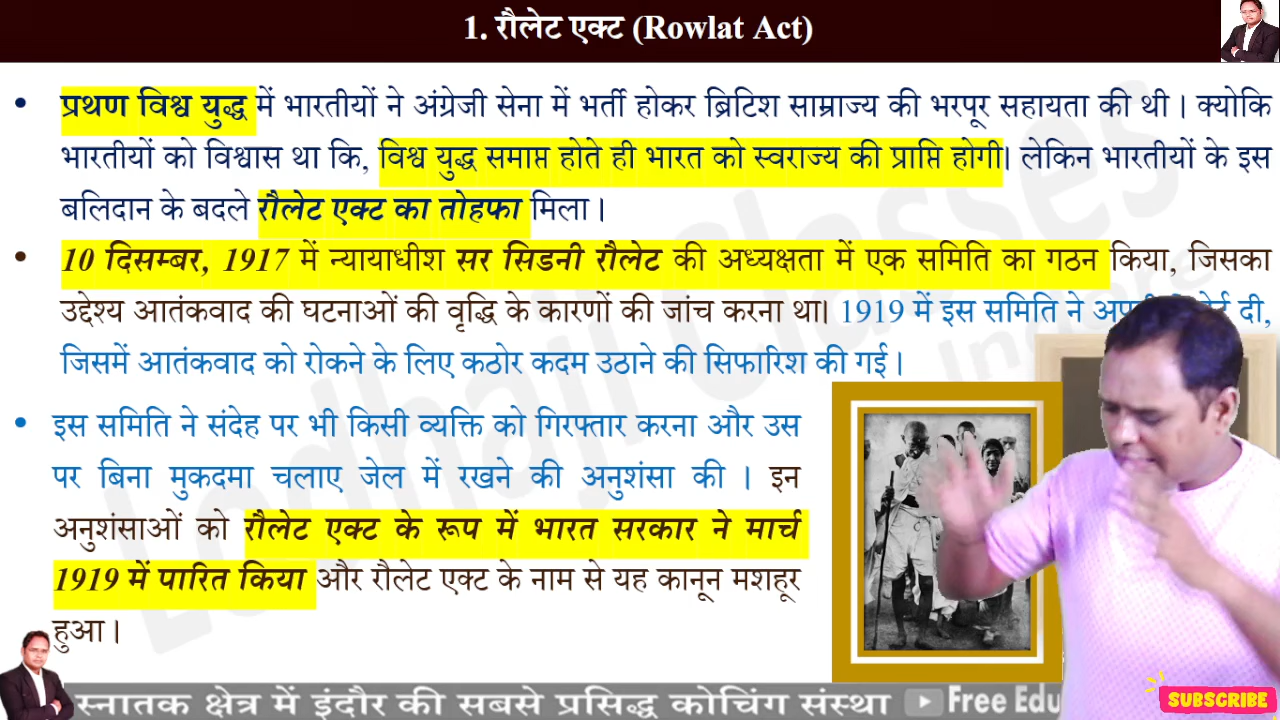 1. रौलेट एक्ट (Rowlat Act)
• प्रथण विश्व युद्ध में भारतीयों ने अंग्रेजी सेना में भर्ती होकर ब्रिटिश साम्राज्य की भरपूर सहायता की थी । क्योकि
भारतीयों को विश्वास था कि, विश्व युद्ध समाप्त होते ही भारत को स्वराज्य की प्राप्ति होगी। लेकिन भारतीयों के इस
बलिदान के बदले रौलेट एक्ट का तोहफा मिला ।
• 10 दिसम्बर, 1917 में न्यायाधीश सर सिडनी रौलेट की अध्यक्षता में एक समिति का गठन किया, जिसका
उद्देश्य आतंकवाद की घटनाओं की वृद्धि के कारणों की जांच करना था। 1919 में इस समिति ने दी,
जिसमें आतंकवाद को रोकने के लिए कठोर कदम उठाने की सिफारिश की गई ।
• इस समिति ने संदेह पर भी किसी व्यक्ति को गिरफ्तार करना और उस
पर बिना मुकदमा चलाए जेल में रखने की अनुशंसा की । इन
अनुशंसाओं को रौलेट एक्ट के रूप में भारत सरकार ने मार्च
1919 में पारित किया और रौलेट एक्ट के नाम से यह कानून मशहूर
हुआ ।
Lodhaji Classes
Indore
स्नातक क्षेत्र में इंदौर की सबसे प्रसिद्ध कोचिंग संस्था Free Edu
SUBSCRIBE